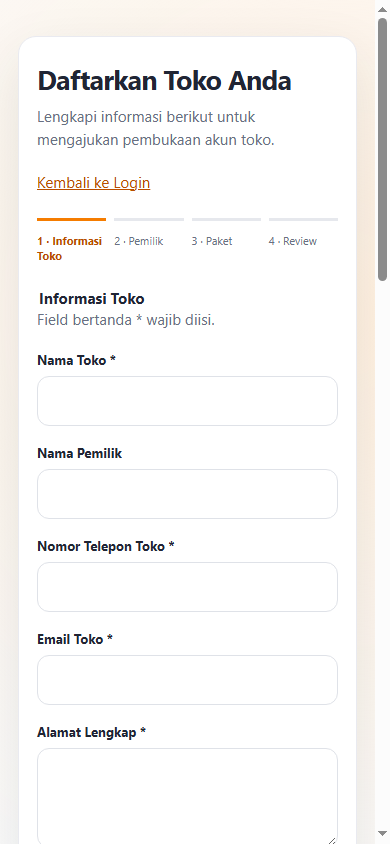 Daftarkan Toko Anda
Lengkapi informasi berikut untuk
mengajukan pembukaan akun toko.
Kembali ke Login
1 · Informasi Toko
2 · Pemilik
3 · Paket
4 · Review
Informasi Toko
Field bertanda * wajib diisi.
Nama Toko *
Nama Pemilik
Nomor Telepon Toko *
Email Toko *
Alamat Lengkap *